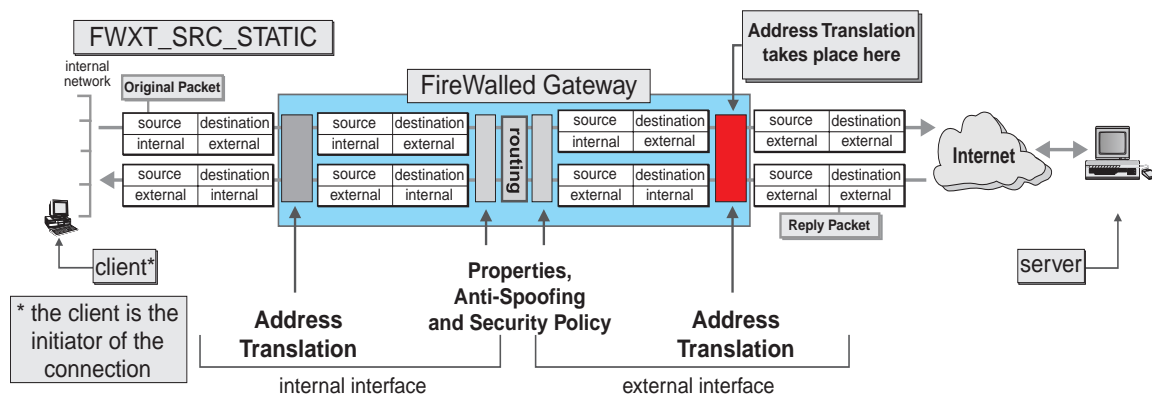 FWXT_SRC_STATIC
Address Translation
takes place here
internal
network
Original Packet
FireWalled Gateway
source destination
internal external
source destination
internal external
routing
source destination
internal external
source destination
external external
source destination
external internal
source destination
external internal
source destination
external internal
source destination
external external
Internet
Reply Packet
client*
server
* the client is the
initiator of the
connection
Address
Translation
Properties,
Anti-Spoofing
and Security Policy
Address
Translation
internal interface
external interface